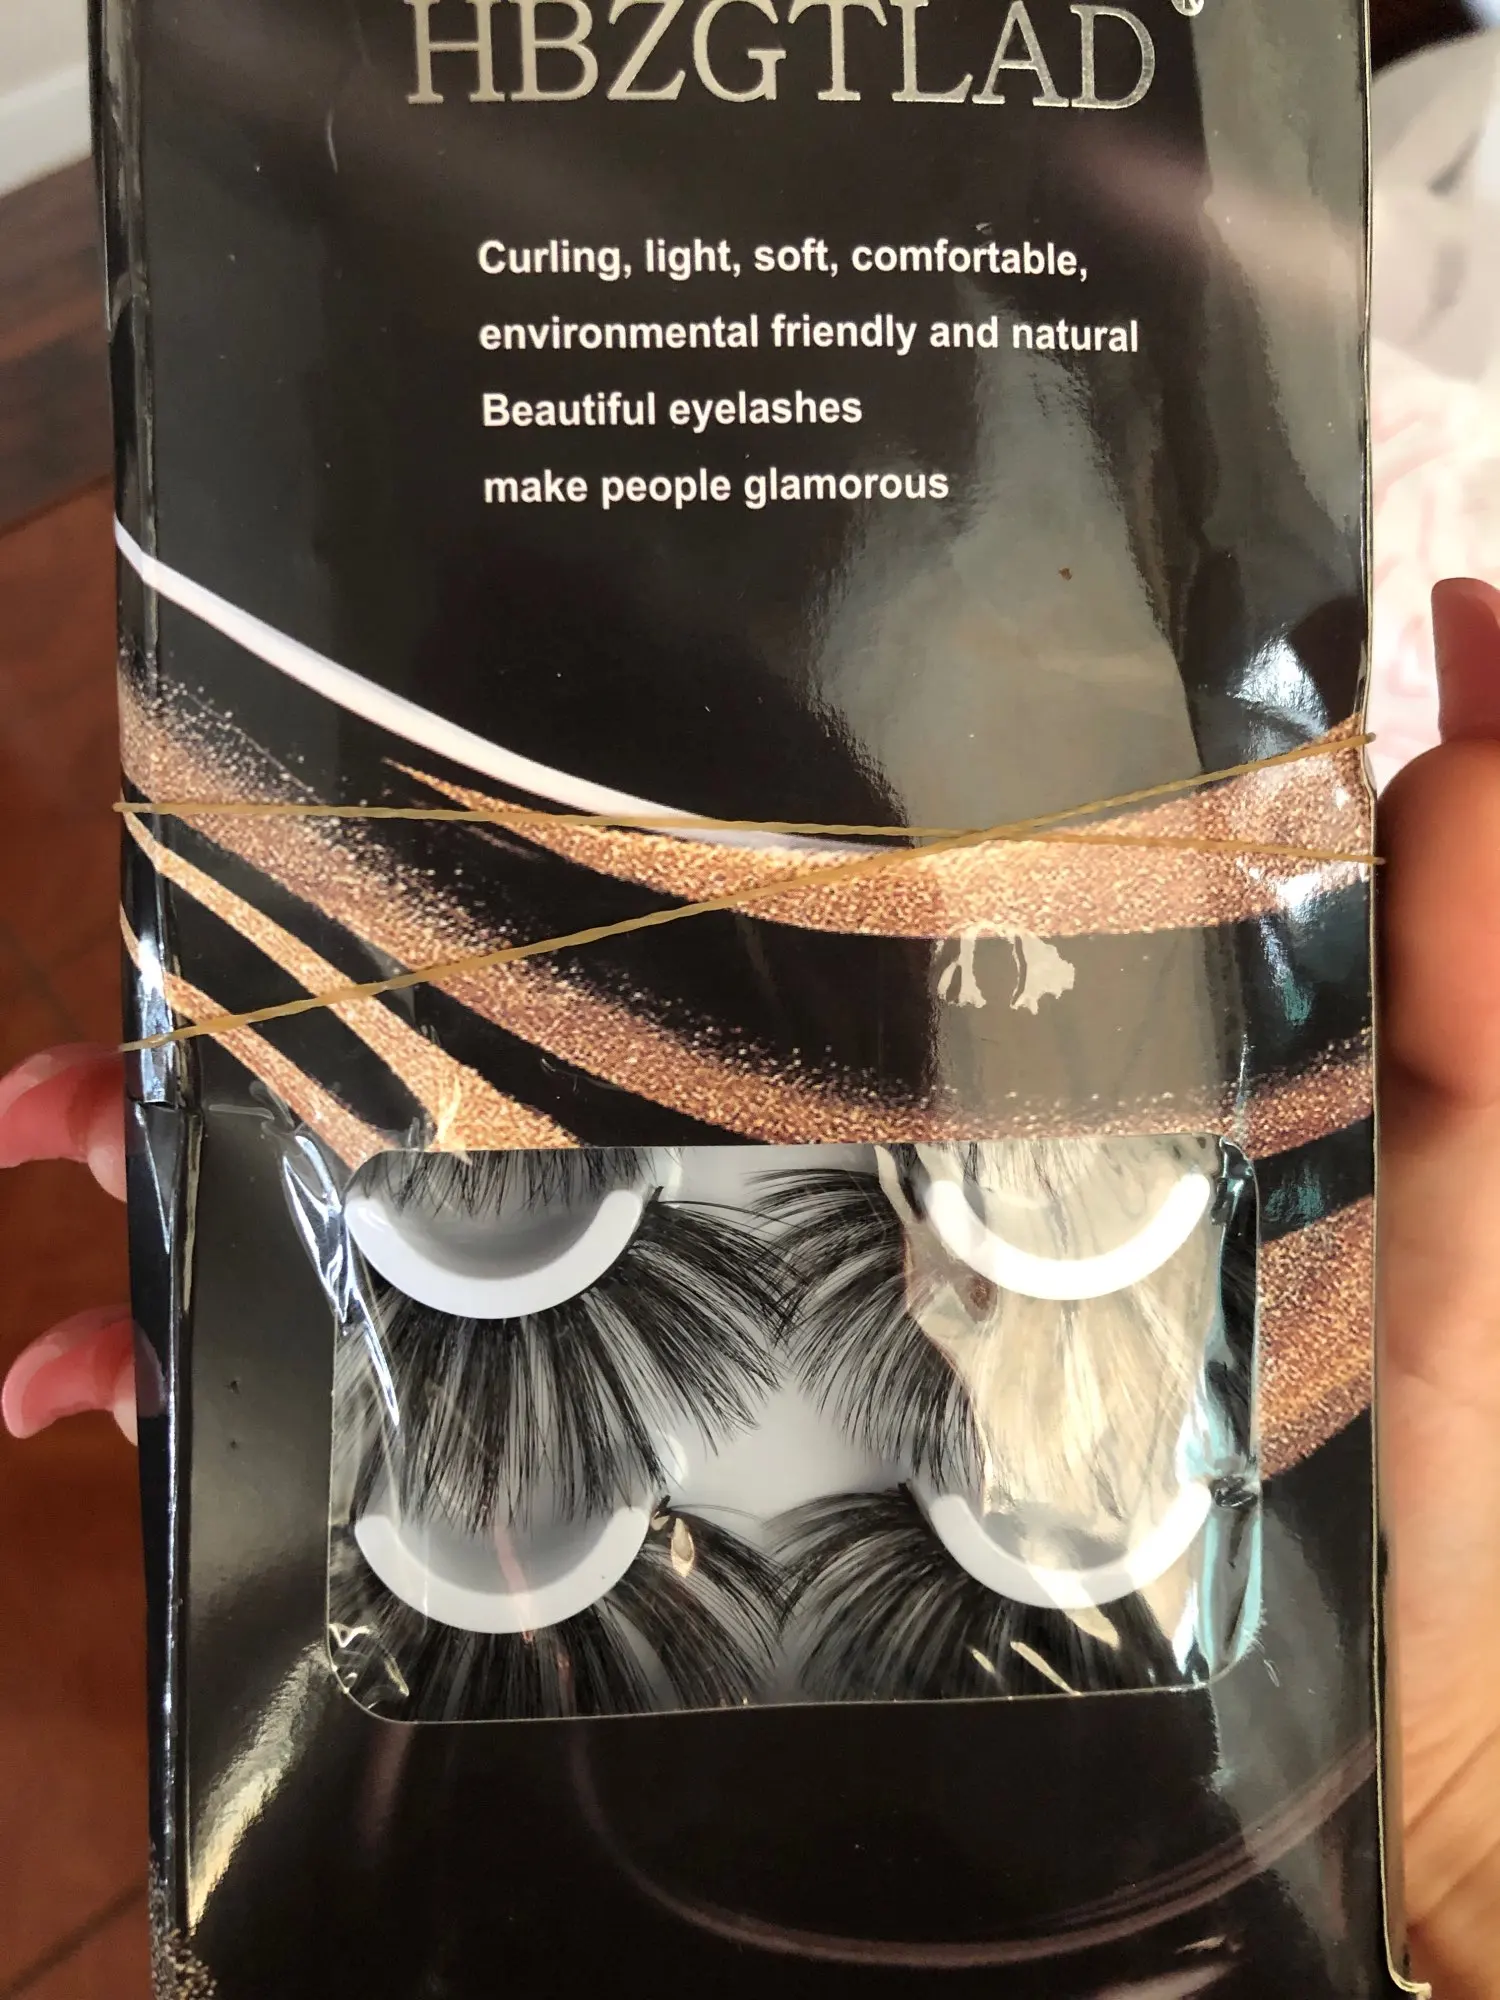 HBZGTLAD
Curling, light, soft, comfortable,
environmental friendly and natural
Beautiful eyelashes
make people glamorous